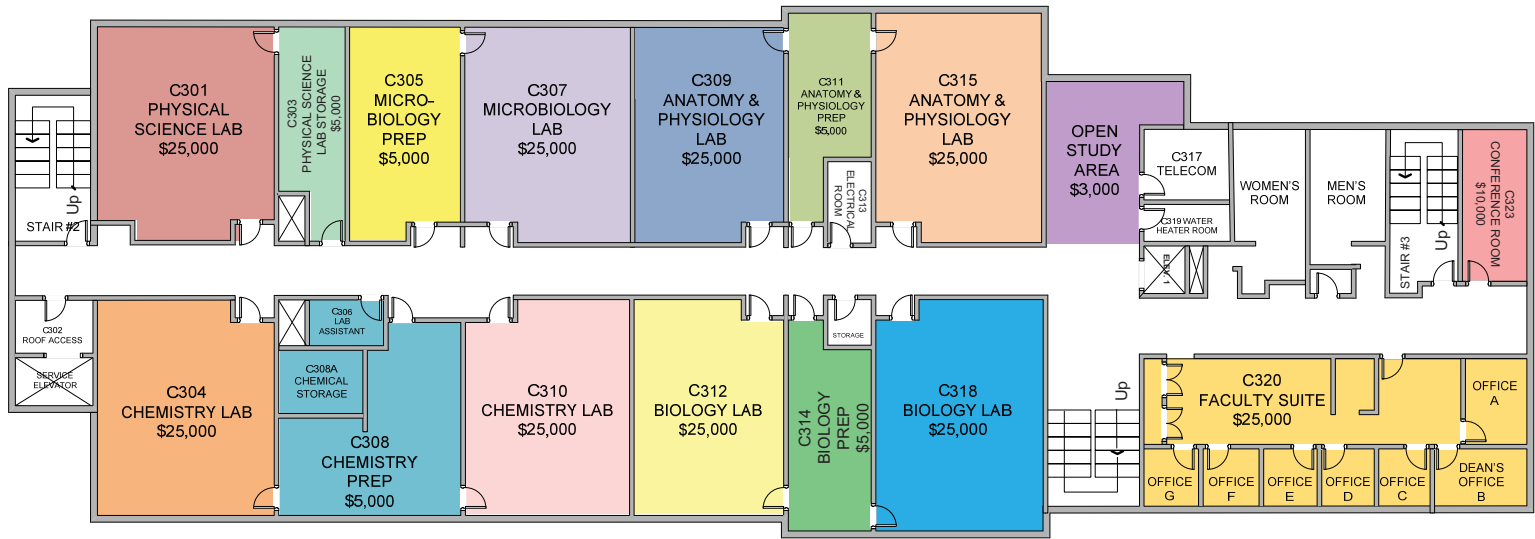 C301
PHYSICAL
SCIENCE LAB
$25,000
C303
PHYSICAL SCIENCE
LAB STORAGE
$5,000
C305
MICRO–
BIOLOGY
PREP
$5,000
C307
MICROBIOLOGY
LAB
$25,000
C309
ANATOMY &
PHYSIOLOGY
LAB
$25,000
C311
ANATOMY &
PHYSIOLOGY
PREP
$5,000
C313
ELECTRICAL
ROOM
C315
ANATOMY &
PHYSIOLOGY
LAB
$25,000
OPEN
STUDY
AREA
$3,000
C317
TELECOM
C319 WATER
HEATER ROOM
WOMEN'S
ROOM
MEN'S
ROOM
Up
STAIR #3
C323
CONFERENCE ROOM
$10,000
Up
STAIR #2
ELEV. 1
C302
ROOF ACCESS
SERVICE
ELEVATOR
C304
CHEMISTRY LAB
$25,000
C306
LAB
ASSISTANT
C308A
CHEMICAL
STORAGE
C308
CHEMISTRY
PREP
$5,000
C310
CHEMISTRY LAB
$25,000
C312
BIOLOGY LAB
$25,000
C314
BIOLOGY
PREP
$5,000
STORAGE
C318
BIOLOGY LAB
$25,000
Up
C320
FACULTY SUITE
$25,000
OFFICE
A
OFFICE
G
OFFICE
F
OFFICE
E
OFFICE
D
OFFICE
C
DEAN'S
OFFICE
B